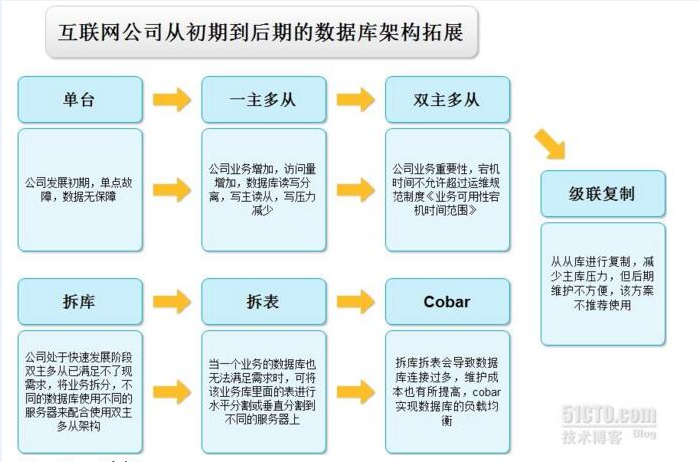 互联网公司从初期到后期的数据库架构拓展
单台
一主多从
双主多从
公司发展初期，单点故
障，数据无保障
公司业务增加，访问量
增加，数据库读写分
离，写主读从，写压力
减少
公司业务重要性，宕机
时间不允许超过运维规
范制度《业务可用性宕
机时间范围》
级联复制
从从库进行复制，减
少主库压力，但后期
维护不方便，该方案
不推荐使用
拆库
拆表
Cobar
公司处于快速发展阶段
双主多从已满足不了现
需求，将业务拆分，不
同的数据库使用不同的
服务器来配合使用双主
多从架构
当一个业务的数据库也
无法满足需求时，可将
该业务库里面的表进行
水平分割或垂直分割到
不同的服务器上
拆库拆表会导致数据
库连接过多，维护成
本也有所提高，cobar
实现数据库的负载均
衡
51CTO.com
技术博客 Blog